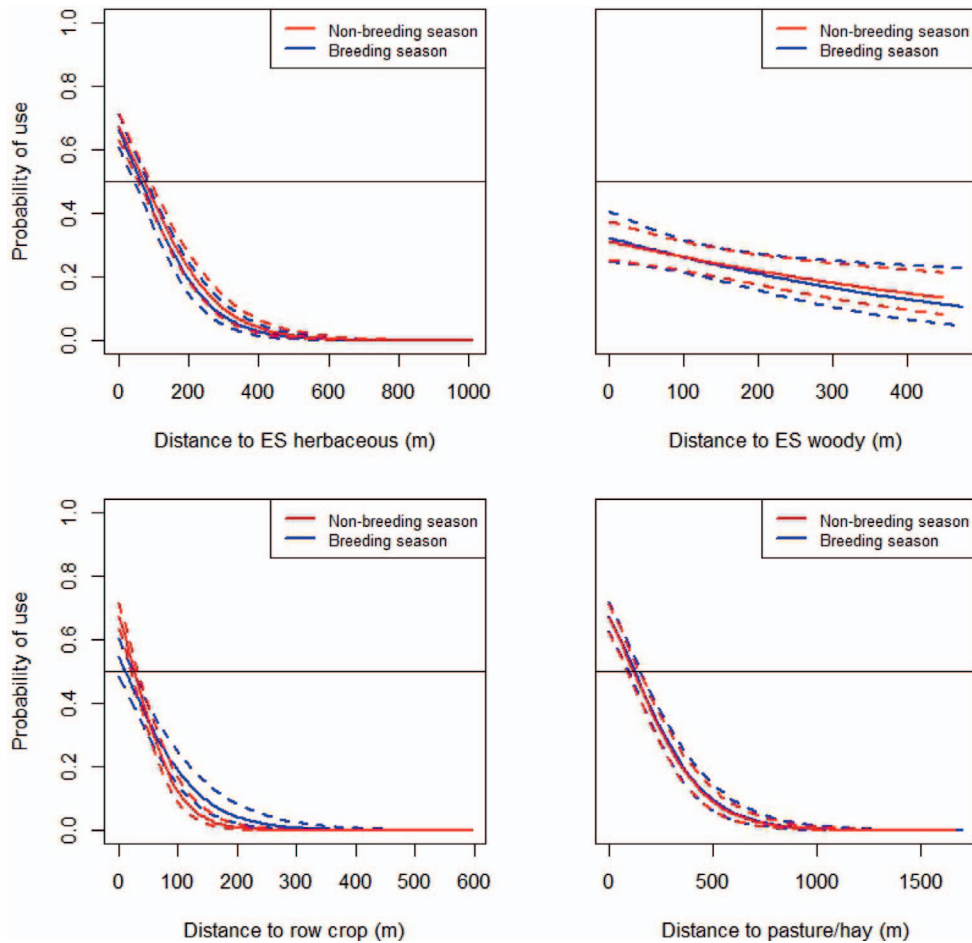 Non-breeding season
Breeding season
Probability of use
1.0
0.8
0.6
0.4
0.2
0.0
0 200 400 600 800 1000
Distance to ES herbaceous (m)
Non-breeding season
Breeding season
0 100 200 300 400
Distance to ES woody (m)
Non-breeding season
Breeding season
Probability of use
1.0
0.8
0.6
0.4
0.2
0.0
0 100 200 300 400 500 600
Distance to row crop (m)
Non-breeding season
Breeding season
0 500 1000 1500
Distance to pasture/hay (m)